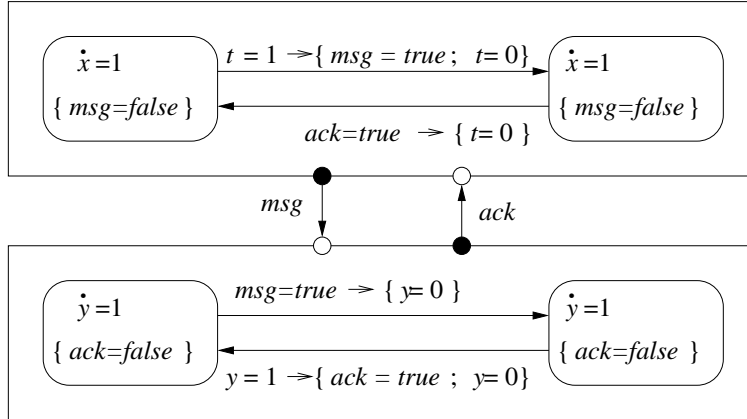 ẋ=1
t = 1 → { msg = true ; t=0}
ẋ=1
{ msg=false }
{ msg=false }
ack=true → { t=0 }
msg
ack
ẏ=1
msg=true → { y=0 }
ẏ=1
{ ack=false }
{ ack=false }
y = 1 → { ack = true ; y=0}